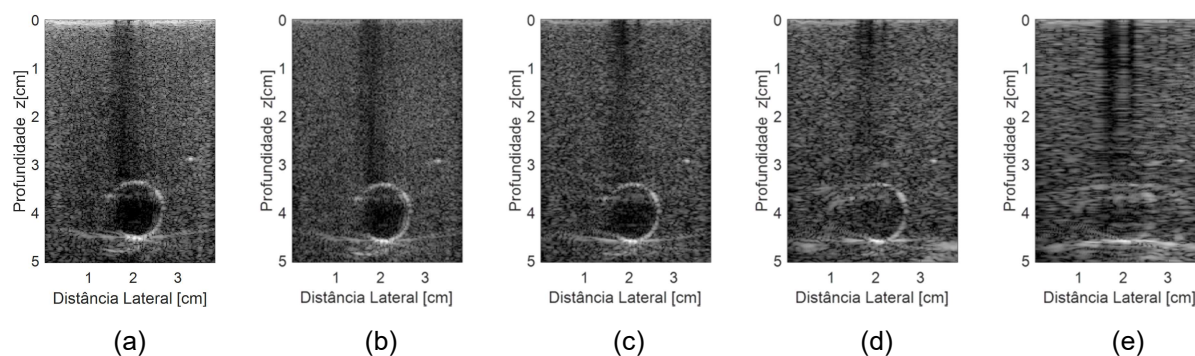 0
1
2
3
4
5
Profundidade z[cm]
1 2 3
Distância Lateral [cm]
(a)
0
1
2
3
4
5
Profundidade z[cm]
1 2 3
Distância Lateral [cm]
(b)
0
1
2
3
4
5
Profundidade z[cm]
1 2 3
Distância Lateral [cm]
(c)
0
1
2
3
4
5
Profundidade z[cm]
1 2 3
Distância Lateral [cm]
(d)
0
1
2
3
4
5
Profundidade z[cm]
1 2 3
Distância Lateral [cm]
(e)